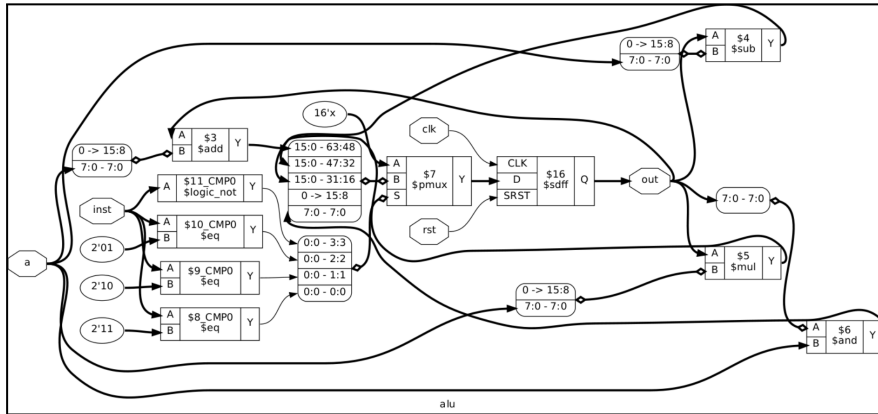 0 -> 15:8
7:0 - 7:0
A
B
$4
$sub
Y
16'x
clk
0 -> 15:8
7:0 - 7:0
A
B
$3
$add
Y
15:0 - 63:48
15:0 - 47:32
15:0 - 31:16
0 -> 15:8
7:0 - 7:0
A
B
S
$7
$pmux
Y
CLK
D
SRST
$16
$sdff
Q
out
7:0 - 7:0
inst
A
$11_CMP0
$logic_not
Y
2'01
A
B
$10_CMP0
$eq
Y
rst
0:0 - 3:3
0:0 - 2:2
0:0 - 1:1
0:0 - 0:0
a
2'10
A
B
$9_CMP0
$eq
Y
A
B
$5
$mul
Y
0 -> 15:8
7:0 - 7:0
2'11
A
B
$8_CMP0
$eq
Y
A
B
$6
$and
Y
alu